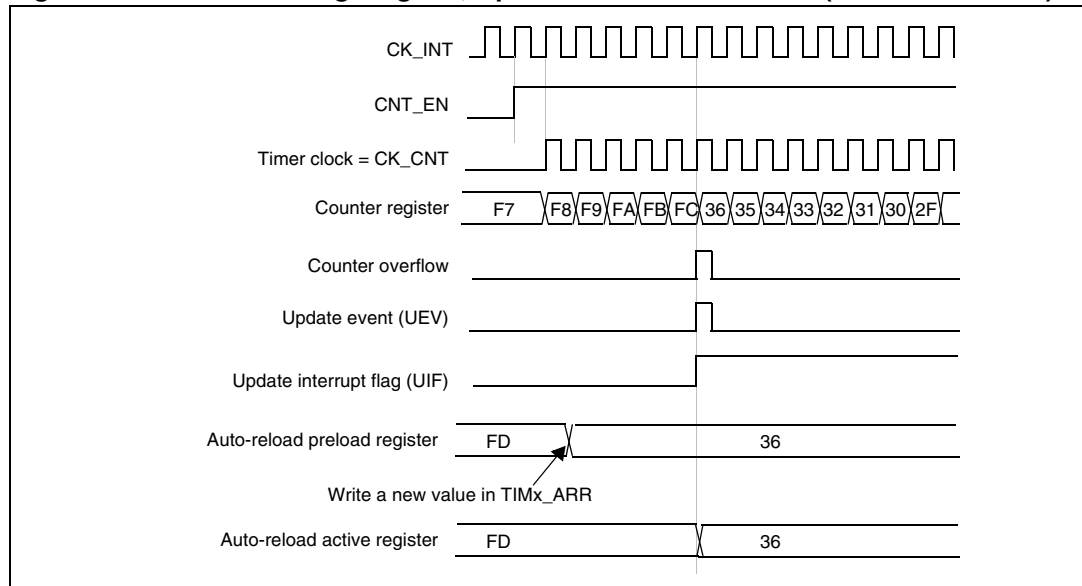 CK_INT
CNT_EN
Timer clock = CK_CNT
Counter register F7 F8 F9 FA FB FC 36 35 34 33 32 31 30 2F
Counter overflow
Update event (UEV)
Update interrupt flag (UIF)
Auto-reload preload register FD 36
Write a new value in TIMx_ARR
Auto-reload active register FD 36